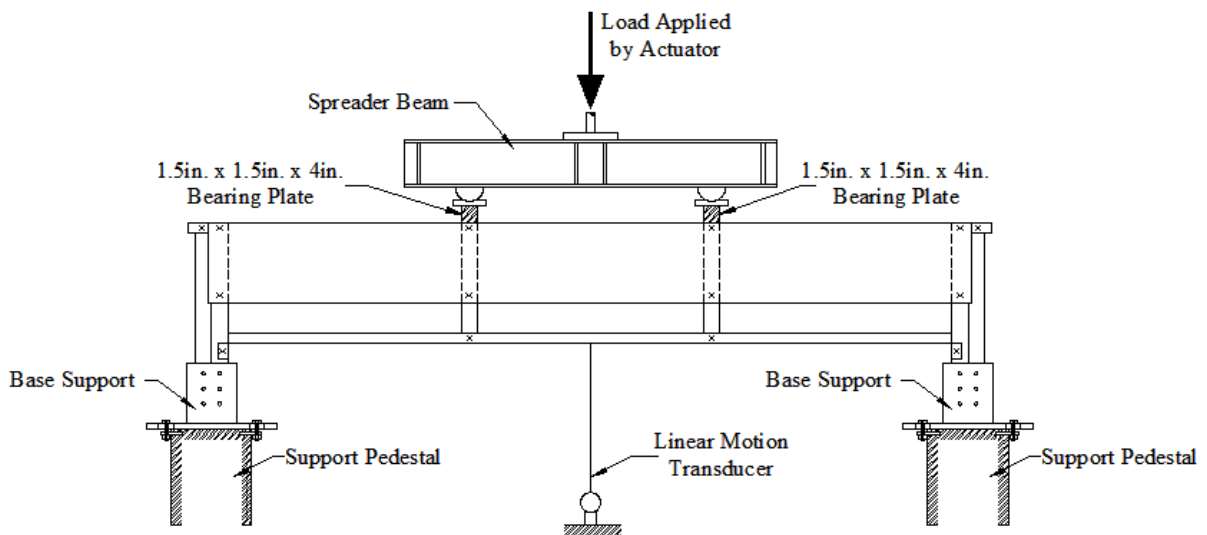 Load Applied
by Actuator
Spreader Beam
1.5in. x 1.5in. x 4in.
Bearing Plate
1.5in. x 1.5in. x 4in.
Bearing Plate
Base Support
Base Support
Support Pedestal
Linear Motion
Transducer
Support Pedestal